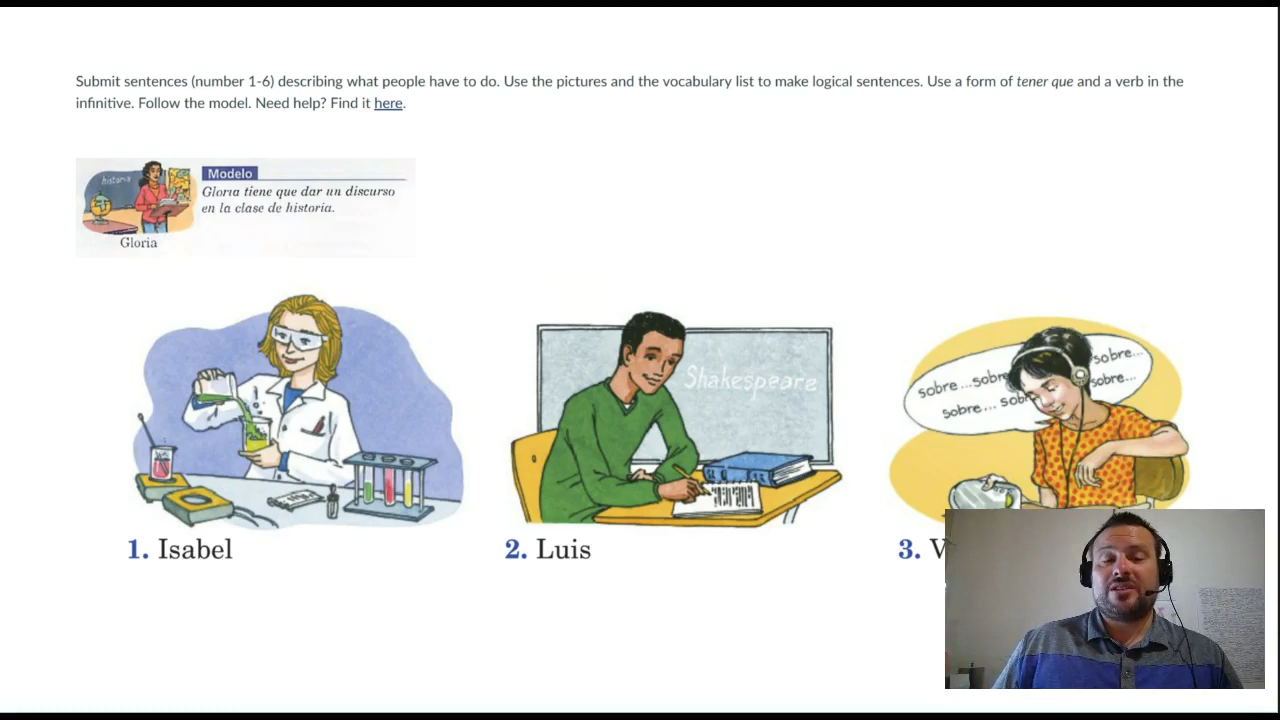 Submit sentences (number 1-6) describing what people have to do. Use the pictures and the vocabulary list to make logical sentences. Use a form of tener que and a verb in the
infinitive. Follow the model. Need help? Find it here.
historia
Modelo
Gloria tiene que dar un discurso
en la clase de historia.
Gloria
Shakespeare
sobre...
sobre...sobre
sobre...
sobre... sobr
1. Isabel
2. Luis
3. V